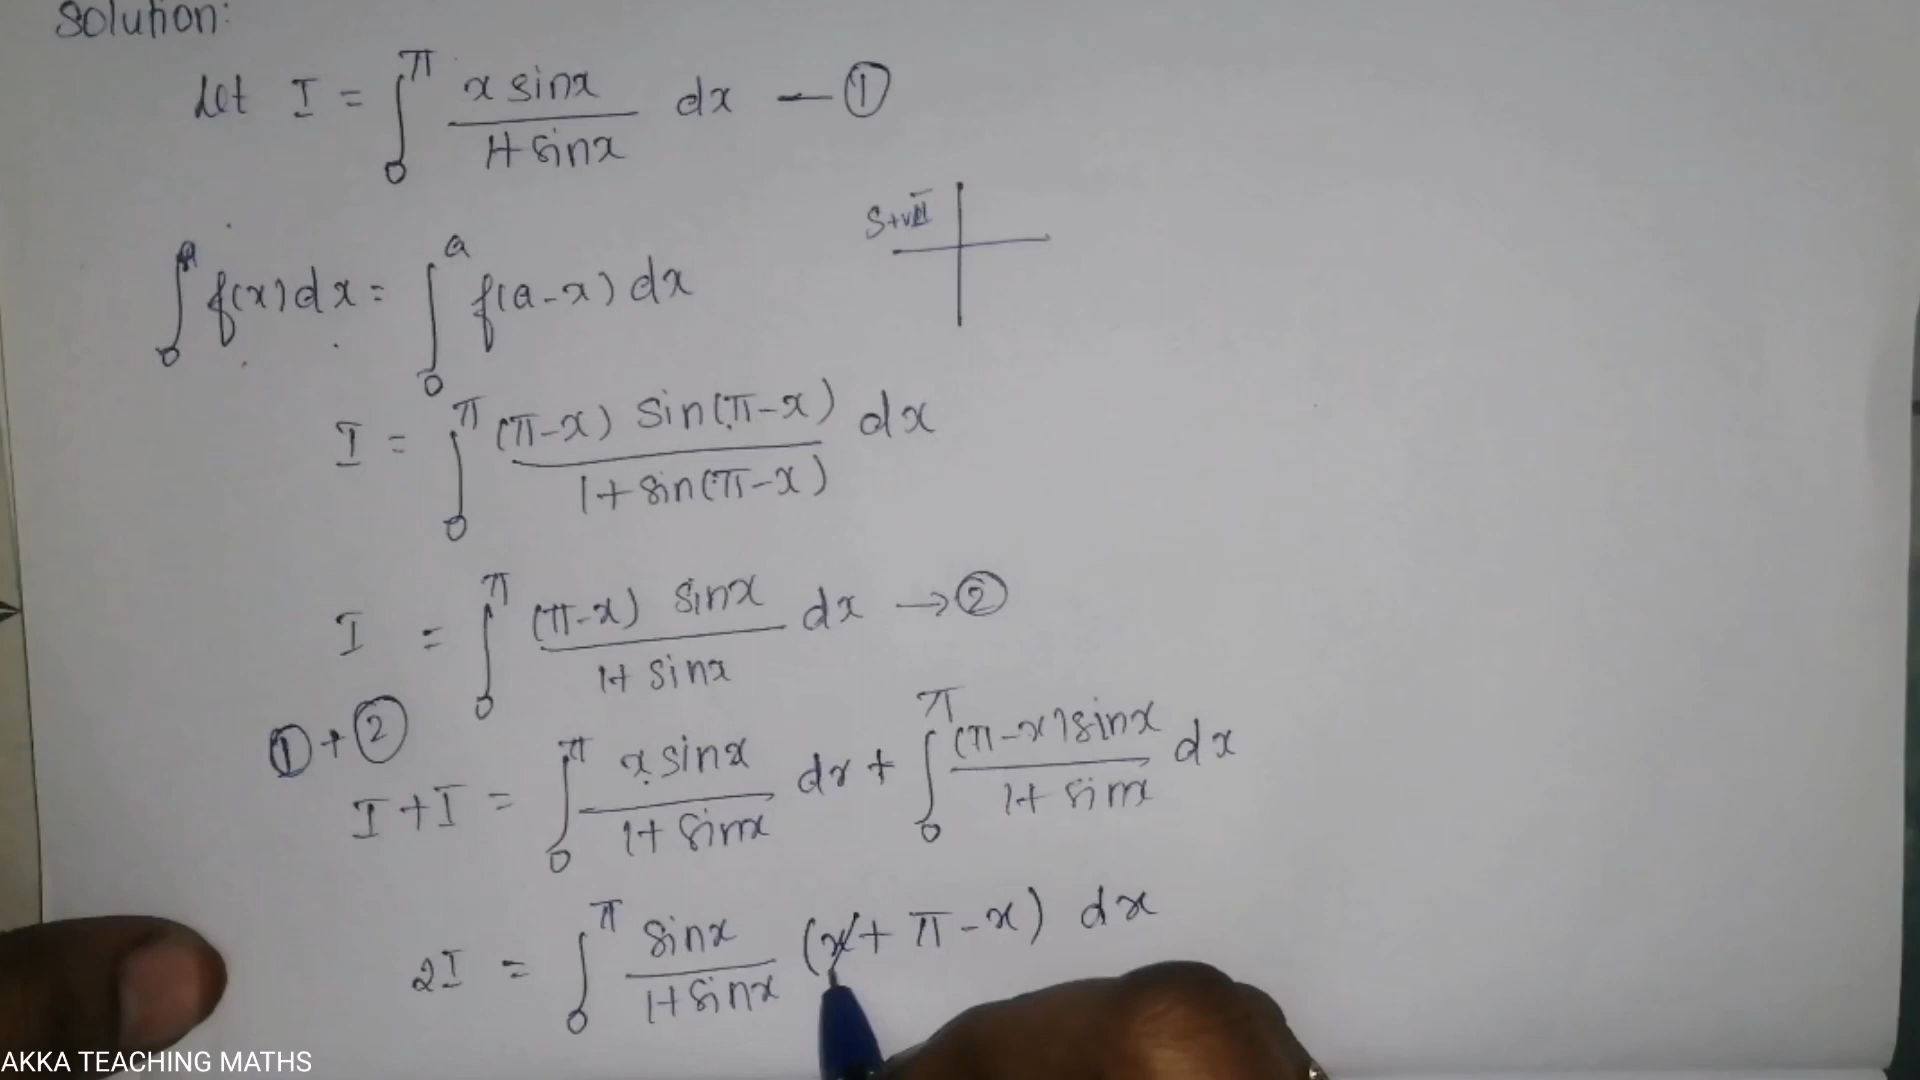 Solution:
Let I = ∫₀^π x sinx / 1+sinx dx — ①
S+ve II
∫₀^a f(x)dx = ∫₀^a f(a-x) dx
I = ∫₀^π (π-x) sin(π-x) / 1+sin(π-x) dx
I = ∫₀^π (π-x) sinx / 1+sinx dx → ②
①+②
I+I = ∫₀^π x sinx / 1+sinx dx + ∫₀^π (π-x)sinx / 1+sinx dx
2I = ∫₀^π sinx / 1+sinx (x+π-x) dx
AKKA TEACHING MATHS